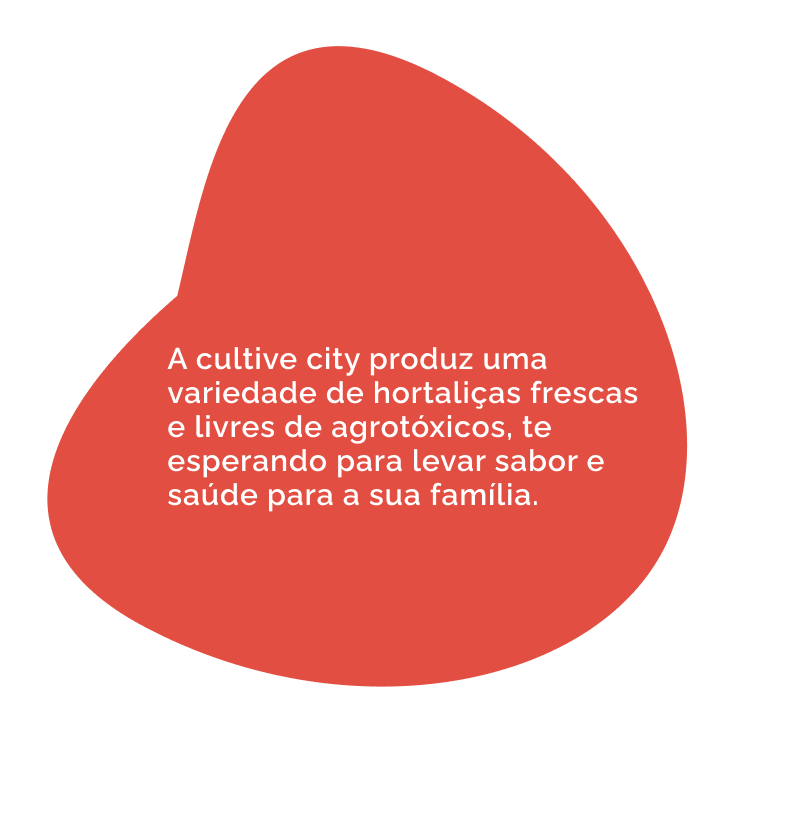 A cultive city produz uma
variedade de hortaliças frescas
e livres de agrotóxicos, te
esperando para levar sabor e
saúde para a sua família.